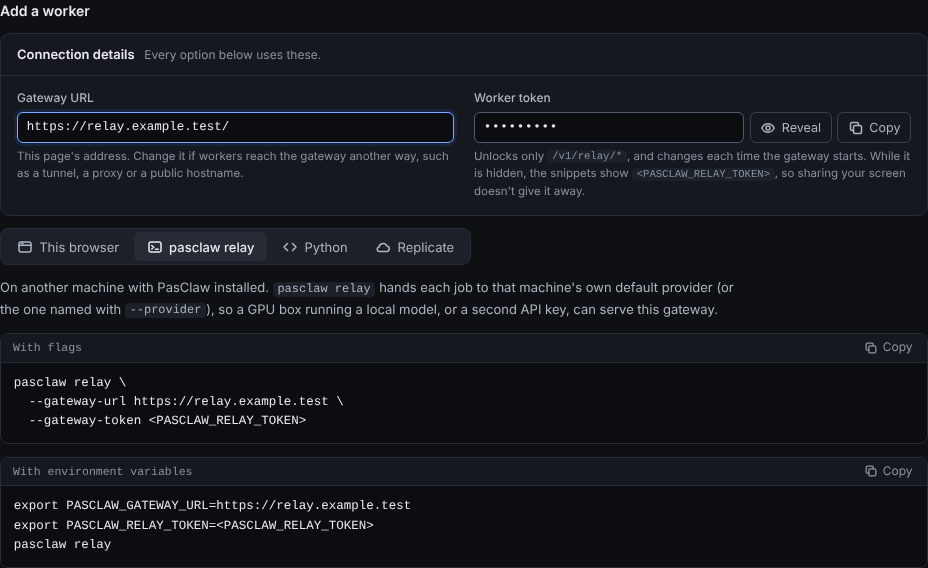 Add a worker
Connection details Every option below uses these.
Gateway URL
https://relay.example.test/
This page's address. Change it if workers reach the gateway another way, such
as a tunnel, a proxy or a public hostname.
Worker token
•••••••••
Reveal
Copy
Unlocks only /v1/relay/*, and changes each time the gateway starts. While it
is hidden, the snippets show <PASCLAW_RELAY_TOKEN>, so sharing your screen
doesn't give it away.
This browser
pasclaw relay
Python
Replicate
On another machine with PasClaw installed. pasclaw relay hands each job to that machine's own default provider (or
the one named with --provider), so a GPU box running a local model, or a second API key, can serve this gateway.
With flags
Copy
pasclaw relay \
  --gateway-url https://relay.example.test \
  --gateway-token <PASCLAW_RELAY_TOKEN>
With environment variables
Copy
export PASCLAW_GATEWAY_URL=https://relay.example.test
export PASCLAW_RELAY_TOKEN=<PASCLAW_RELAY_TOKEN>
pasclaw relay